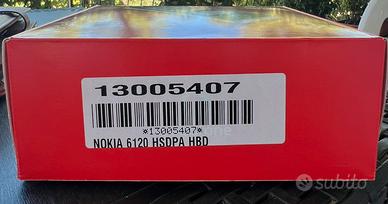 13005407
*13005407*
NOKIA 6120 HSDPA HBD
subito